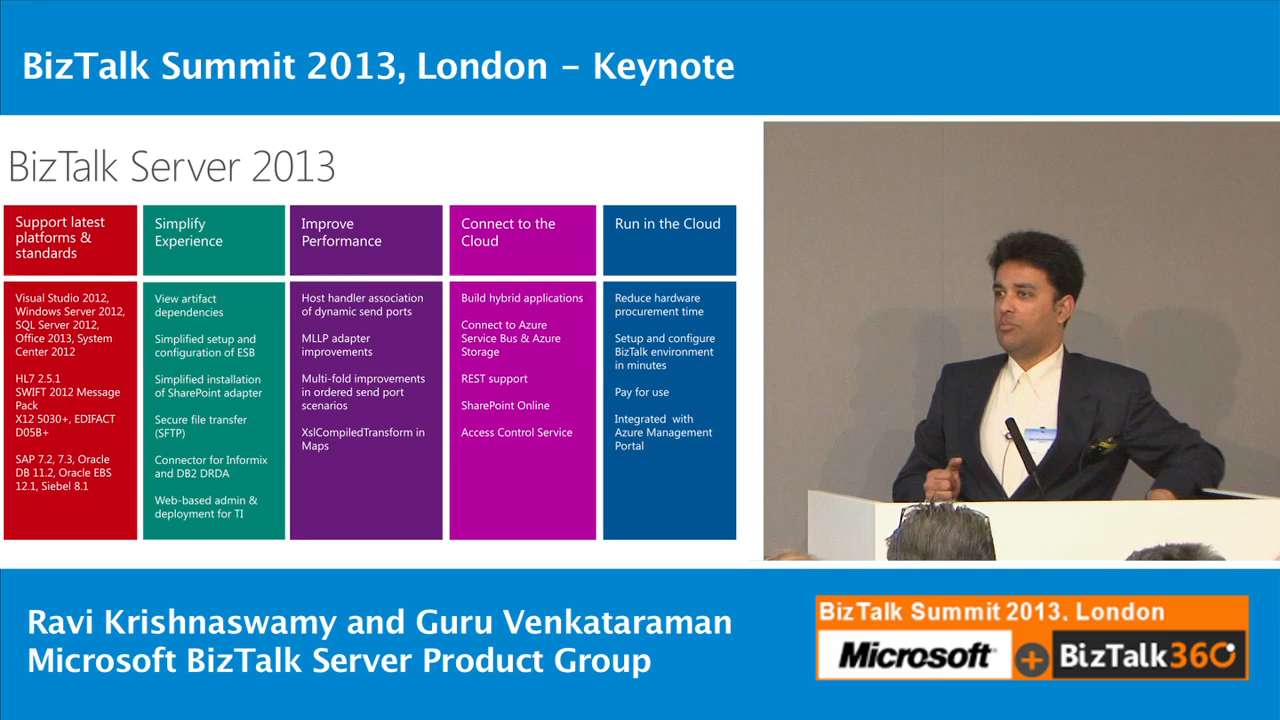 BizTalk Summit 2013, London - Keynote
BizTalk Server 2013
Support latest
platforms &
standards
Visual Studio 2012,
Windows Server 2012,
SQL Server 2012,
Office 2013, System
Center 2012
HL7 2.5.1
SWIFT 2012 Message
Pack
X12 5030+, EDIFACT
D05B+
SAP 7.2, 7.3, Oracle
DB 11.2, Oracle EBS
12.1, Siebel 8.1
Simplify
Experience
View artifact
dependencies
Simplified setup and
configuration of ESB
Simplified installation
of SharePoint adapter
Secure file transfer
(SFTP)
Connector for Informix
and DB2 DRDA
Web-based admin &
deployment for TI
Improve
Performance
Host handler association
of dynamic send ports
MLLP adapter
improvements
Multi-fold improvements
in ordered send port
scenarios
XslCompiledTransform in
Maps
Connect to the
Cloud
Build hybrid applications
Connect to Azure
Service Bus & Azure
Storage
REST support
SharePoint Online
Access Control Service
Run in the Cloud
Reduce hardware
procurement time
Setup and configure
BizTalk environment
in minutes
Pay for use
Integrated with
Azure Management
Portal
Ravi Krishnaswamy and Guru Venkataraman
Microsoft BizTalk Server Product Group
BizTalk Summit 2013, London
Microsoft + BizTalk360